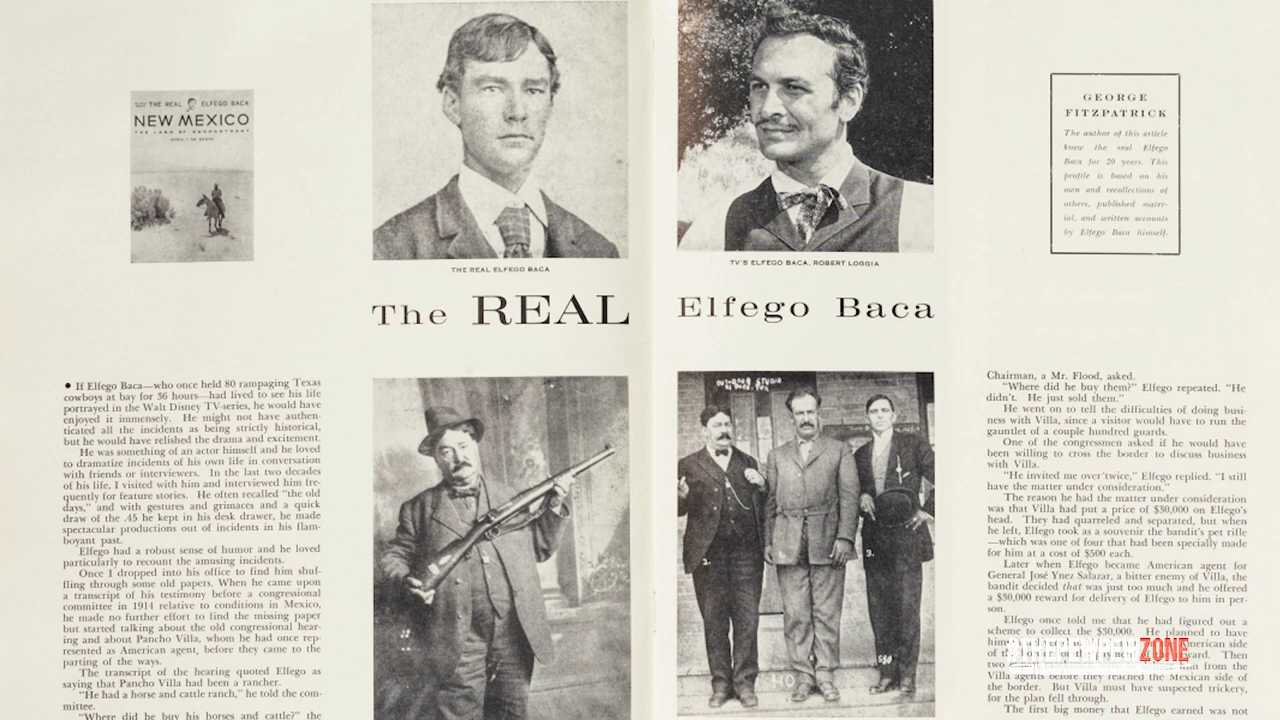 THE REAL ELFEGO BACA
NEW MEXICO
THE LAND OF ENCHANTMENT
THE REAL ELFEGO BACA
TV'S ELFEGO BACA, ROBERT LOGGIA
GEORGE
FITZPATRICK
The author of this article
knew the real Elfego
Baca for 20 years. This
profile is based on his
own and recollections of
others, published mater-
ial, and written accounts
by Elfego Baca himself.
The REAL Elfego Baca
• If Elfego Baca—who once held 80 rampaging Texas
cowboys at bay for 36 hours—had lived to see his life
portrayed in the Walt Disney TV-series, he would have
enjoyed it immensely. He might not have authen-
ticated all the incidents as being strictly historical,
but he would have relished the drama and excitement.
He was something of an actor himself and he loved
to dramatize incidents of his own life in conversation
with friends or interviewers. In the last two decades
of his life, I visited with him and interviewed him fre-
quently for feature stories. He often recalled "the old
days," and with gestures and grimaces and a quick
draw of the .45 he kept in his desk drawer, he made
spectacular productions out of incidents in his flam-
boyant past.
Elfego had a robust sense of humor and he loved
particularly to recount the amusing incidents.
Once I dropped into his office to find him shuf-
fling through some old papers. When he came upon
a transcript of his testimony before a congressional
committee in 1914 relative to conditions in Mexico,
he made no further effort to find the missing paper
but started talking about the old congressional hear-
ing and about Pancho Villa, whom he had once rep-
resented as American agent, before they came to the
parting of the ways.
The transcript of the hearing quoted Elfego as
saying that Pancho Villa had been a rancher.
"He had a horse and cattle ranch," he told the com-
mittee.
"Where did he buy his horses and cattle?" the
STUDIO
2.
3.
Chairman, a Mr. Flood, asked.
"Where did he buy them?" Elfego repeated. "He
didn't. He just sold them."
He went on to tell the difficulties of doing busi-
ness with Villa, since a visitor would have to run the
gauntlet of a couple hundred guards.
One of the congressmen asked if he would have
been willing to cross the border to discuss business
with Villa.
"He invited me over twice," Elfego replied. "I still
have the matter under consideration."
The reason he had the matter under consideration
was that Villa had put a price of $30,000 on Elfego's
head. They had quarreled and separated, but when
he left, Elfego took as a souvenir the bandit's pet rifle
—which was one of four that had been specially made
for him at a cost of $500 each.
Later when Elfego became American agent for
General José Ynez Salazar, a bitter enemy of Villa, the
bandit decided that was just too much and he offered
a $30,000 reward for delivery of Elfego to him in per-
son.
Elfego once told me that he had figured out a
scheme to collect the $30,000. He planned to have
American side
of ward. Then
two from the
Villa agents before they reached the Mexican side of
the border. But Villa must have suspected trickery,
for the plan fell through.
The first big money that Elfego earned was not
ZONE